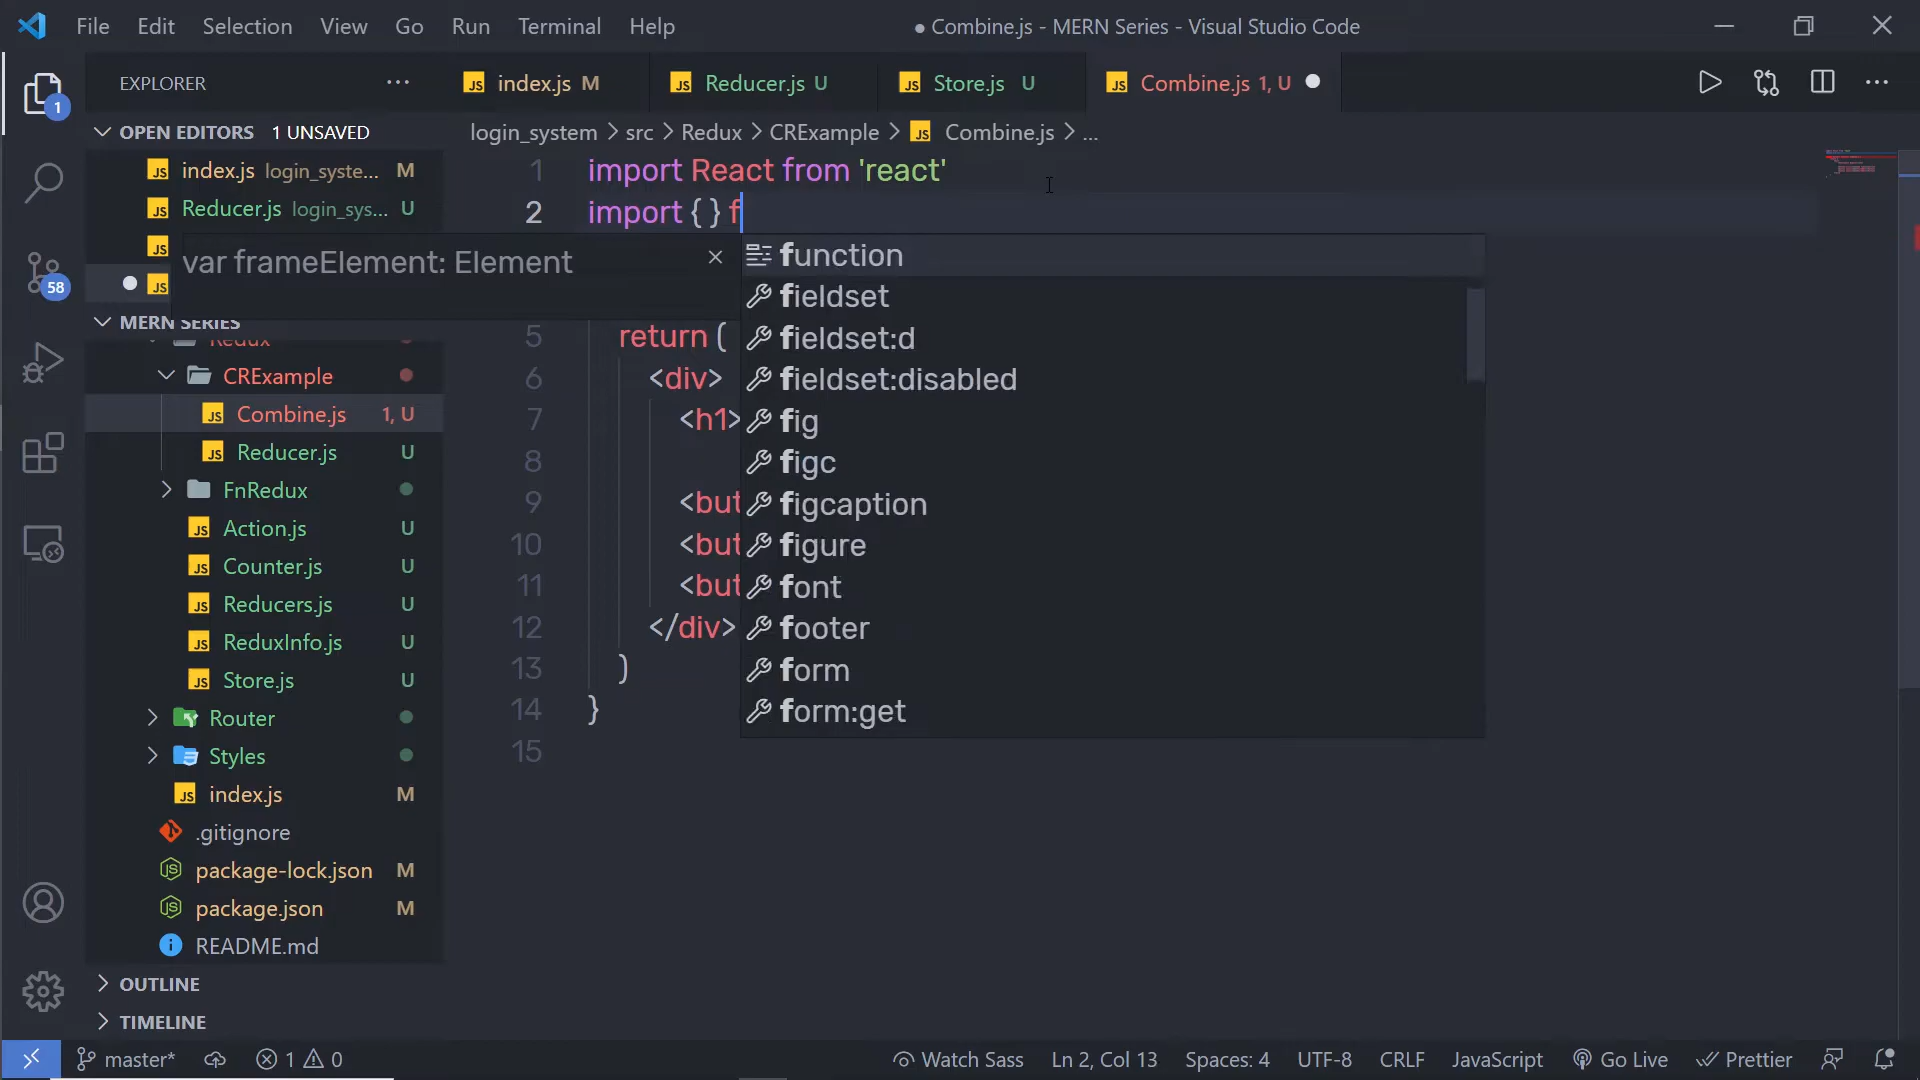 File Edit Selection View Go Run Terminal Help
● Combine.js - MERN Series - Visual Studio Code
EXPLORER
index.js M
Reducer.js U
Store.js U
Combine.js 1, U
OPEN EDITORS 1 UNSAVED
index.js login_syste... M
Reducer.js login_sys... U
MERN SERIES
Redux
CRExample
Combine.js 1, U
Reducer.js U
FnRedux
Action.js U
Counter.js U
Reducers.js U
ReduxInfo.js U
Store.js U
Router
Styles
index.js M
.gitignore
package-lock.json M
package.json M
README.md
OUTLINE
TIMELINE
1
58
login_system > src > Redux > CRExample > JS Combine.js > ...
1 import React from 'react'
2 import { } f
var frameElement: Element
function
fieldset
fieldset:d
fieldset:disabled
fig
figc
figcaption
figure
font
footer
form
form:get
5 return (
6 <div>
7 <h1>
8
9 <but
10 <but
11 <but
12 </div>
13 )
14 }
15
master* 1 0 Watch Sass Ln 2, Col 13 Spaces: 4 UTF-8 CRLF JavaScript Go Live Prettier